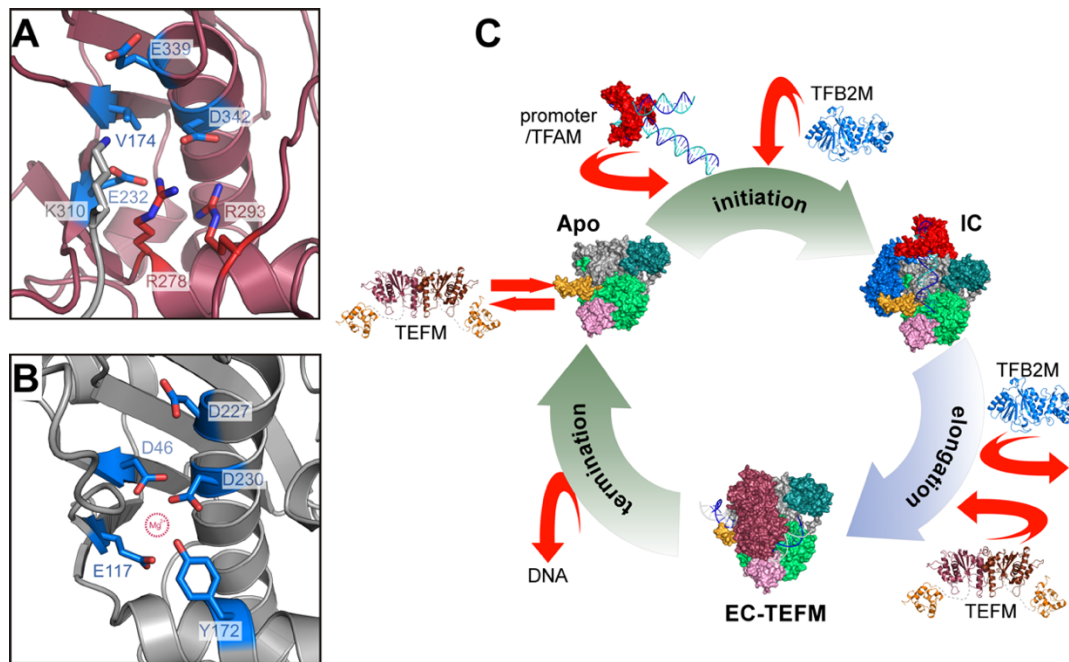 A
E339
D342
V174
E232
K310
R293
R278
B
D227
D46
D230
Mg2+
E117
Y172
C
promoter
/TFAM
TFB2M
initiation
Apo
IC
TEFM
TFB2M
elongation
termination
DNA
EC-TEFM
TEFM